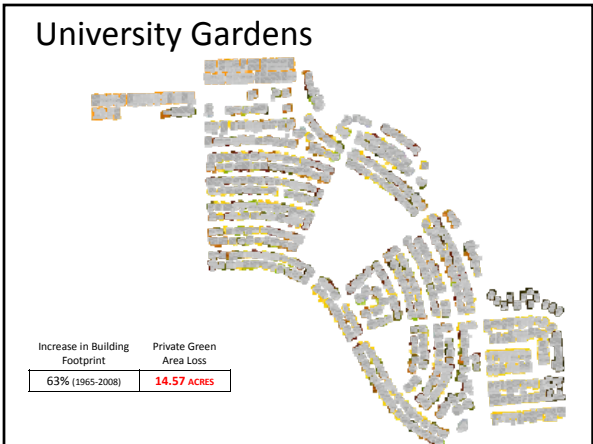 University Gardens
Increase in Building Private Green
Footprint Area Loss
63% (1965-2008) 14.57 ACRES